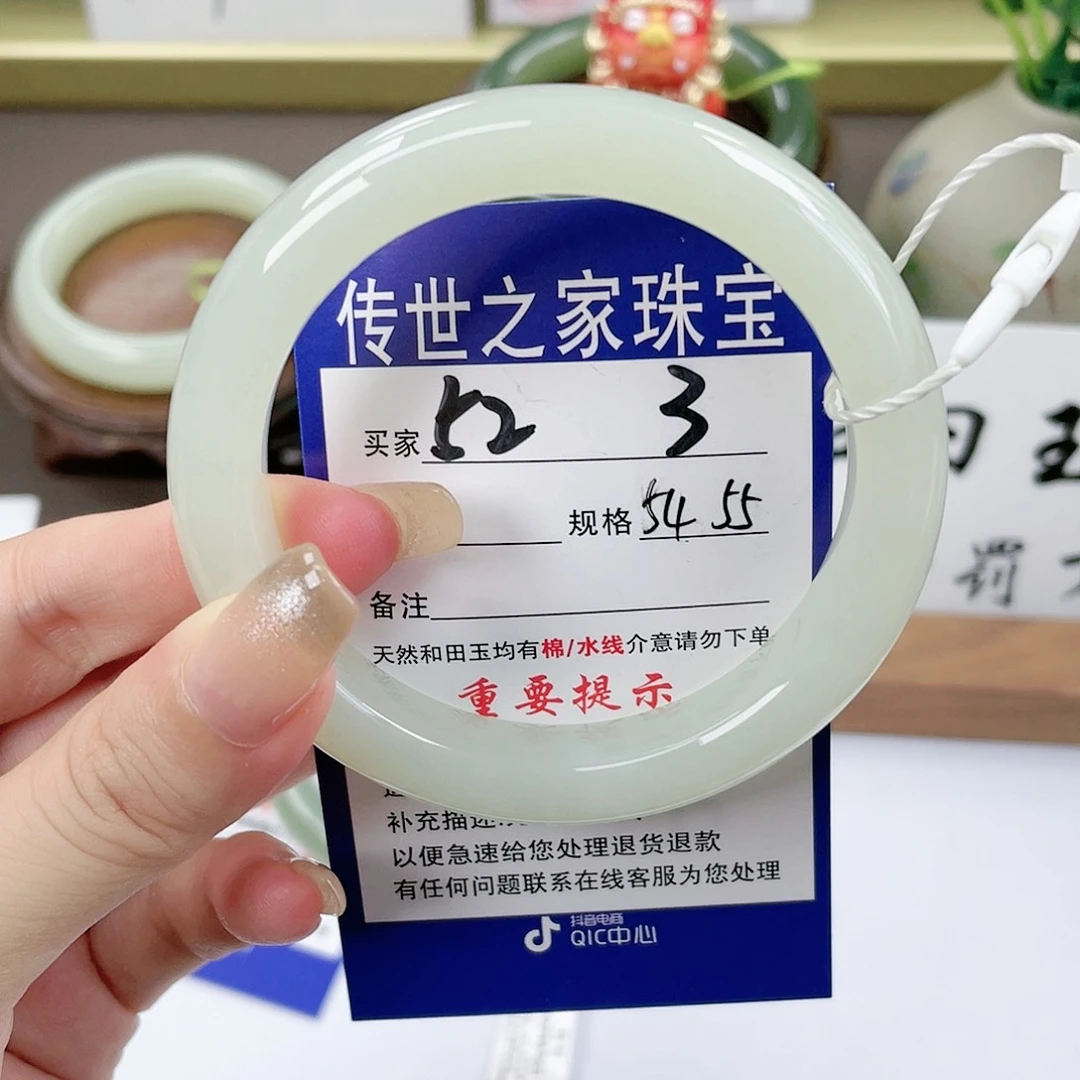 传世之家珠宝
买家 3
规格 54 55
备注
天然和田玉均有棉/水线介意请勿下单
重要提示
补充描述
以便急速给您处理退货退款
有任何问题联系在线客服为您处理
抖音电商
QIC中心